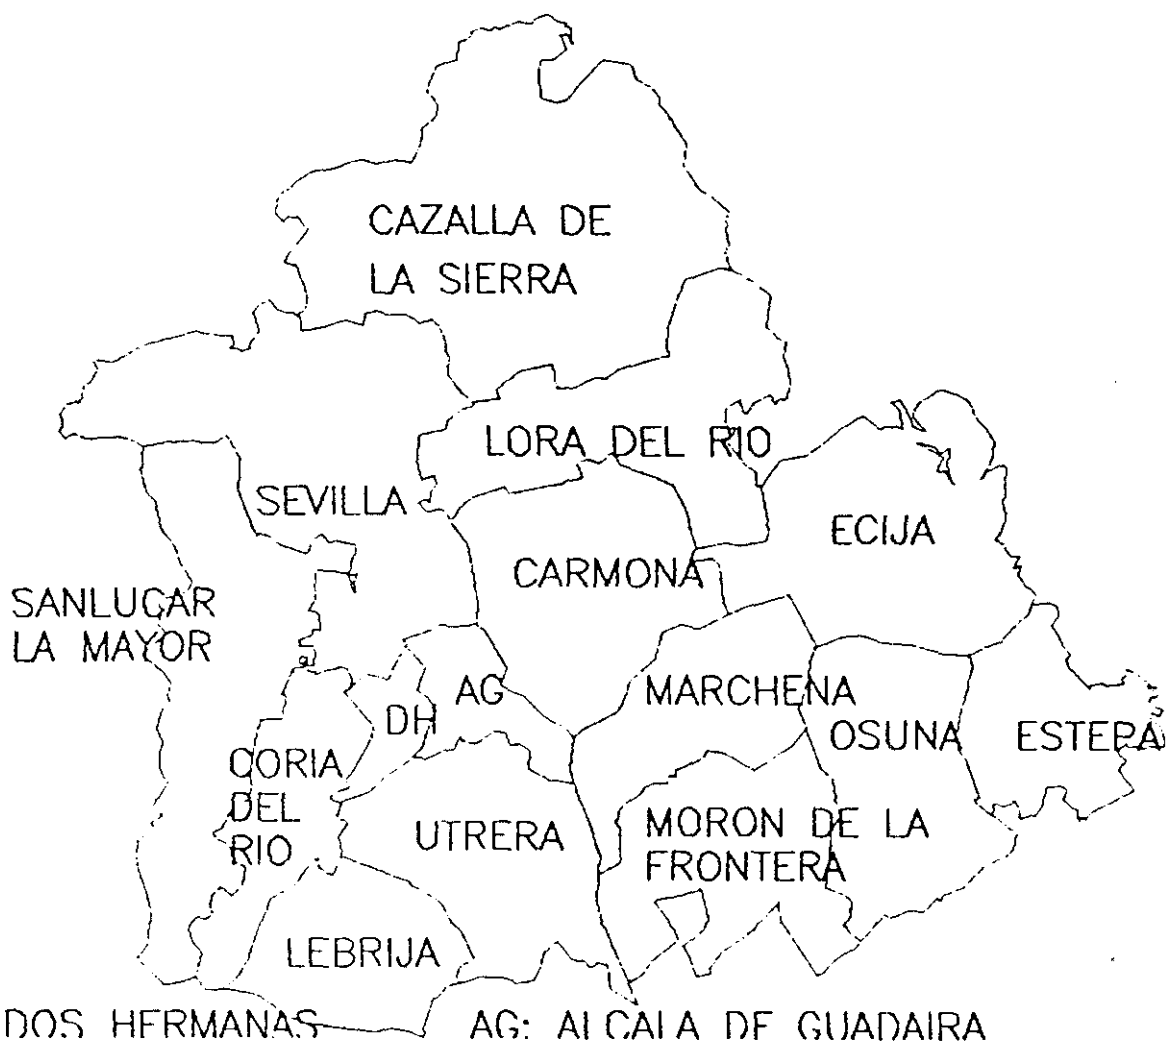 CAZALLA DE
LA SIERRA
LORA DEL RIO
SEVILLA
ECIJA
CARMONA
SANLUCAR
LA MAYOR
AG
MARCHENA
DH
OSUNA
ESTEPA
CORIA
DEL
RIO
UTRERA
MORON DE LA
FRONTERA
LEBRIJA
DOS HERMANAS
AG: ALCALA DE GUADAIRA